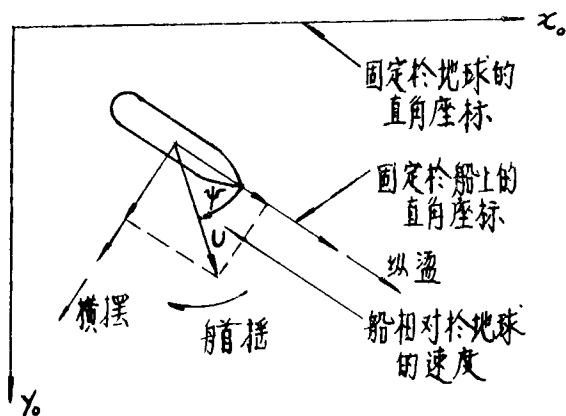 x₀
固定於地球的
直角座标
固定於船上的
直角座标
ψ
U
纵盪
横摆
艏摇
船相对於地球
的速度
y₀